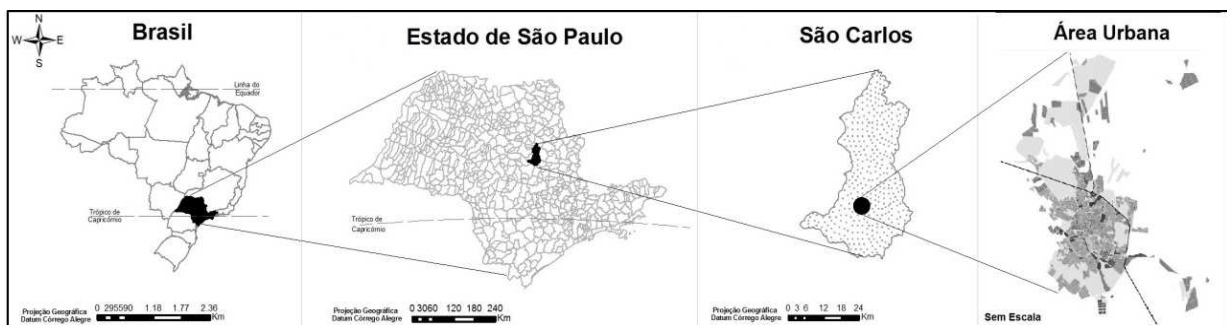 N
W E
S
Brasil
Linha do
Equador
Trópico de
Capricórnio
Projeção Geográfica
Datum Córrego Alegre
0 295590 1.18 1.77 2.36
Km
Estado de São Paulo
Trópico de
Capricórnio
Projeção Geográfica
Datum Córrego Alegre
0 3060 120 180 240
Km
São Carlos
Projeção Geográfica
Datum Córrego Alegre
0 3 6 12 18 24
Km
Área Urbana
Sem Escala